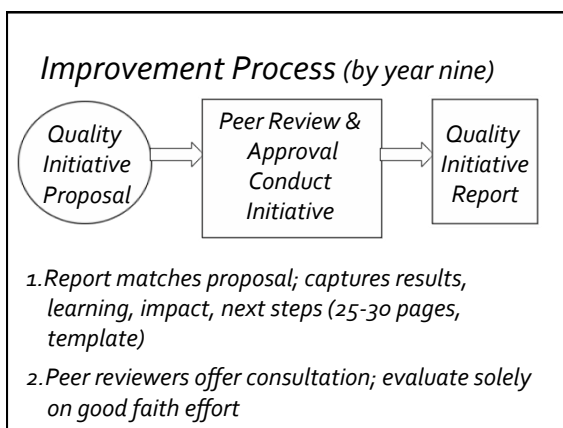 Improvement Process (by year nine)
Quality
Initiative
Proposal
Peer Review &
Approval
Conduct
Initiative
Quality
Initiative
Report
1.Report matches proposal; captures results,
learning, impact, next steps (25-30 pages,
template)
2.Peer reviewers offer consultation; evaluate solely
on good faith effort